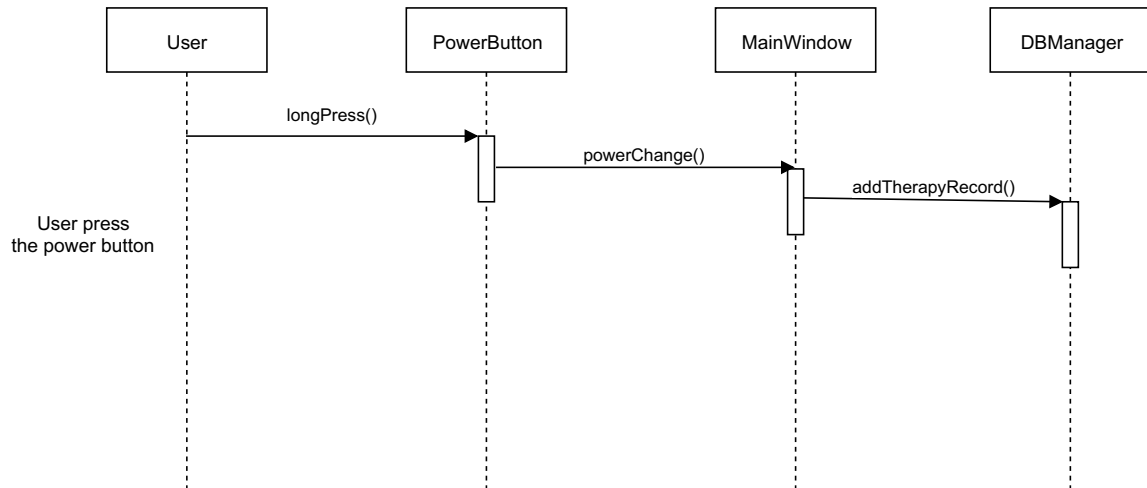 User
PowerButton
MainWindow
DBManager
longPress()
powerChange()
addTherapyRecord()
User press
the power button